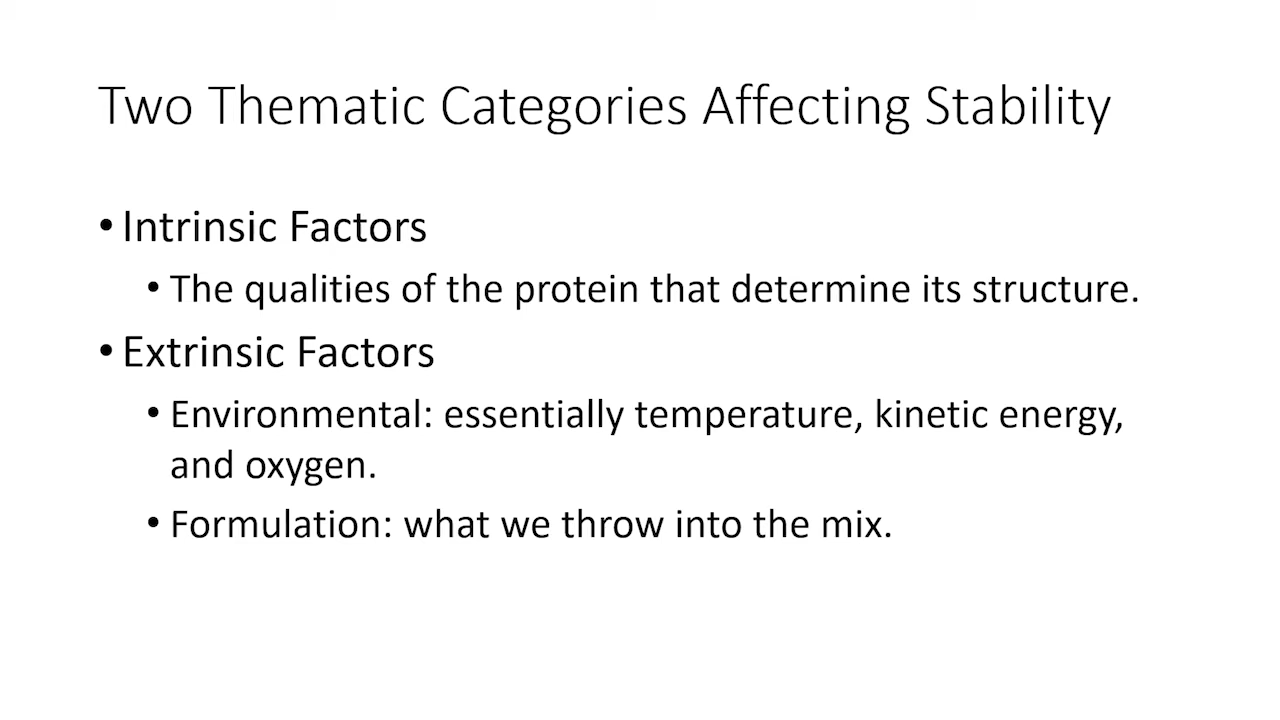 Two Thematic Categories Affecting Stability
• Intrinsic Factors
• The qualities of the protein that determine its structure.
• Extrinsic Factors
• Environmental: essentially temperature, kinetic energy,
and oxygen.
• Formulation: what we throw into the mix.